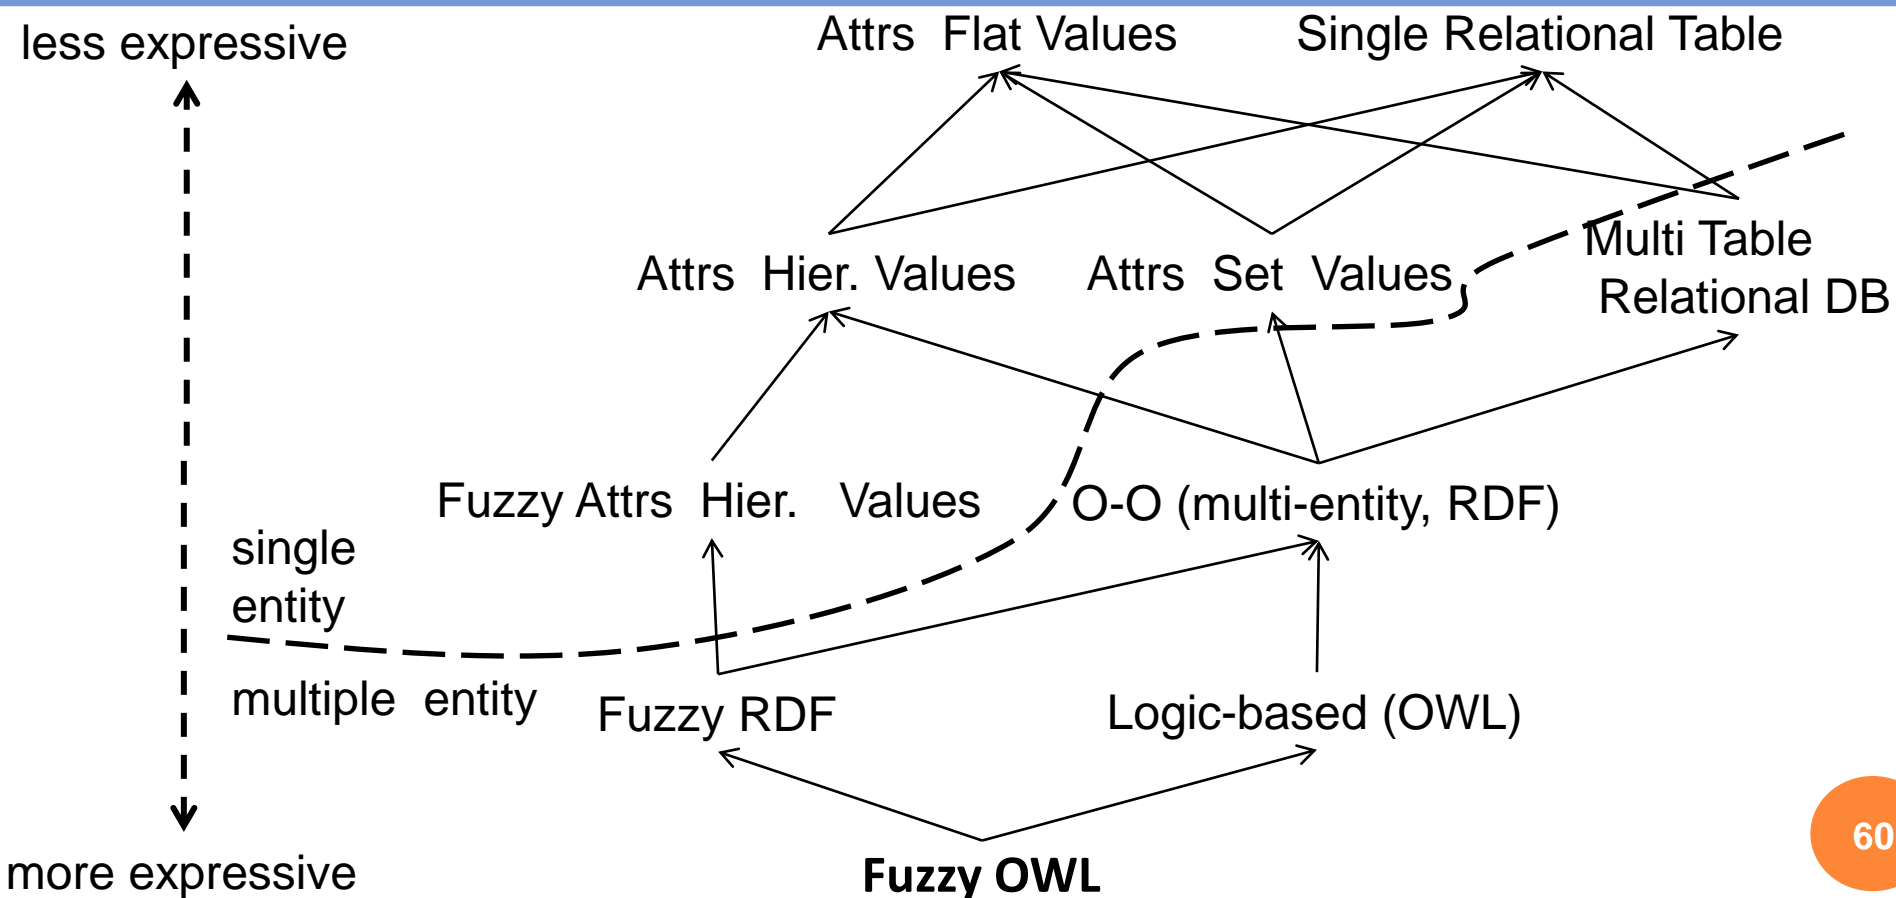 less expressive
Attrs Flat Values
Single Relational Table
Attrs Hier. Values
Attrs Set Values
Multi Table
Relational DB
Fuzzy Attrs Hier. Values
O-O (multi-entity, RDF)
single
entity
multiple entity
Fuzzy RDF
Logic-based (OWL)
more expressive
Fuzzy OWL
60